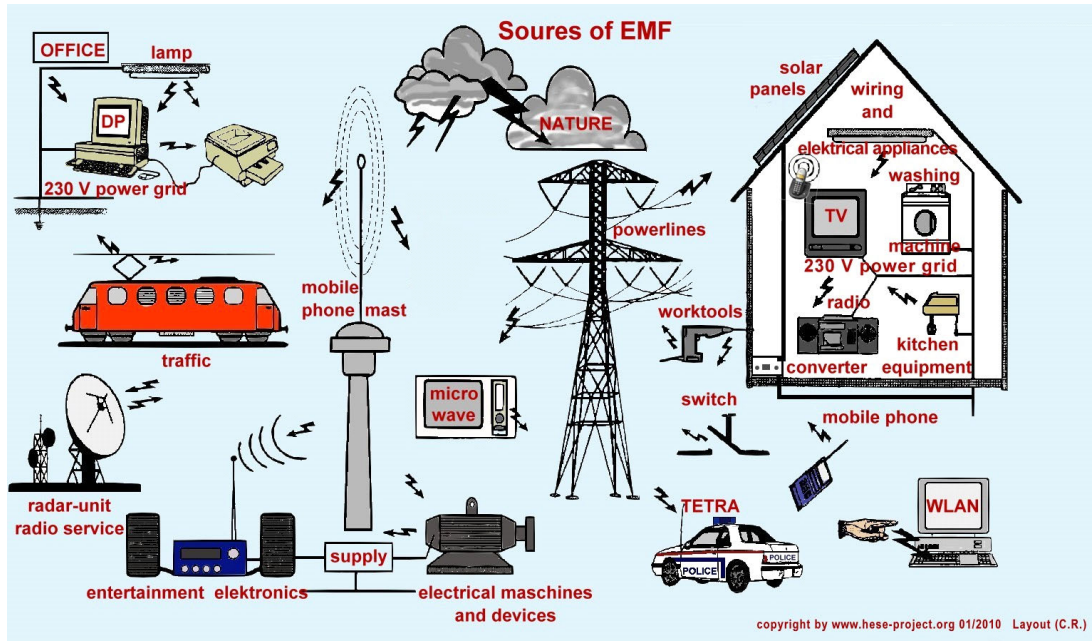 Soures of EMF
OFFICE
lamp
DP
230 V power grid
NATURE
solar
panels
wiring
and
elektrical appliances
washing
machine
TV
230 V power grid
radio
converter
kitchen
equipment
powerlines
mobile
phone mast
traffic
worktools
micro
wave
switch
mobile phone
radar-unit
radio service
TETRA
WLAN
POLICE
POLICE
supply
entertainment elektronics
electrical maschines
and devices
copyright by www.hese-project.org 01/2010 Layout (C.R.)